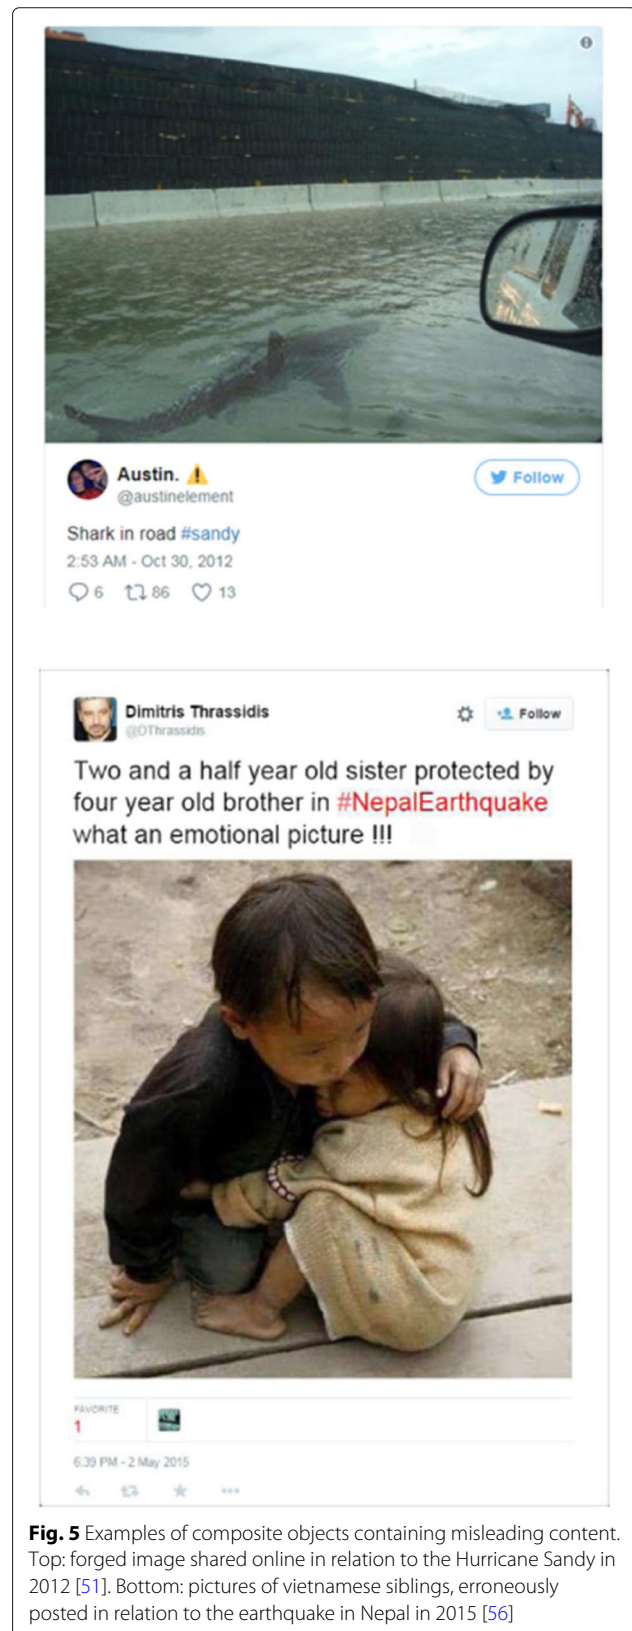 Austin. ⚠
Follow
@austinelement
Shark in road #sandy
2:53 AM - Oct 30, 2012
6 86 13
Dimitris Thrassidis
Follow
@DThrassidis
Two and a half year old sister protected by
four year old brother in #NepalEarthquake
what an emotional picture !!!
FAVORITE
1
6:39 PM - 2 May 2015
Fig. 5 Examples of composite objects containing misleading content.
Top: forged image shared online in relation to the Hurricane Sandy in
2012 [51]. Bottom: pictures of vietnamese siblings, erroneously
posted in relation to the earthquake in Nepal in 2015 [56]